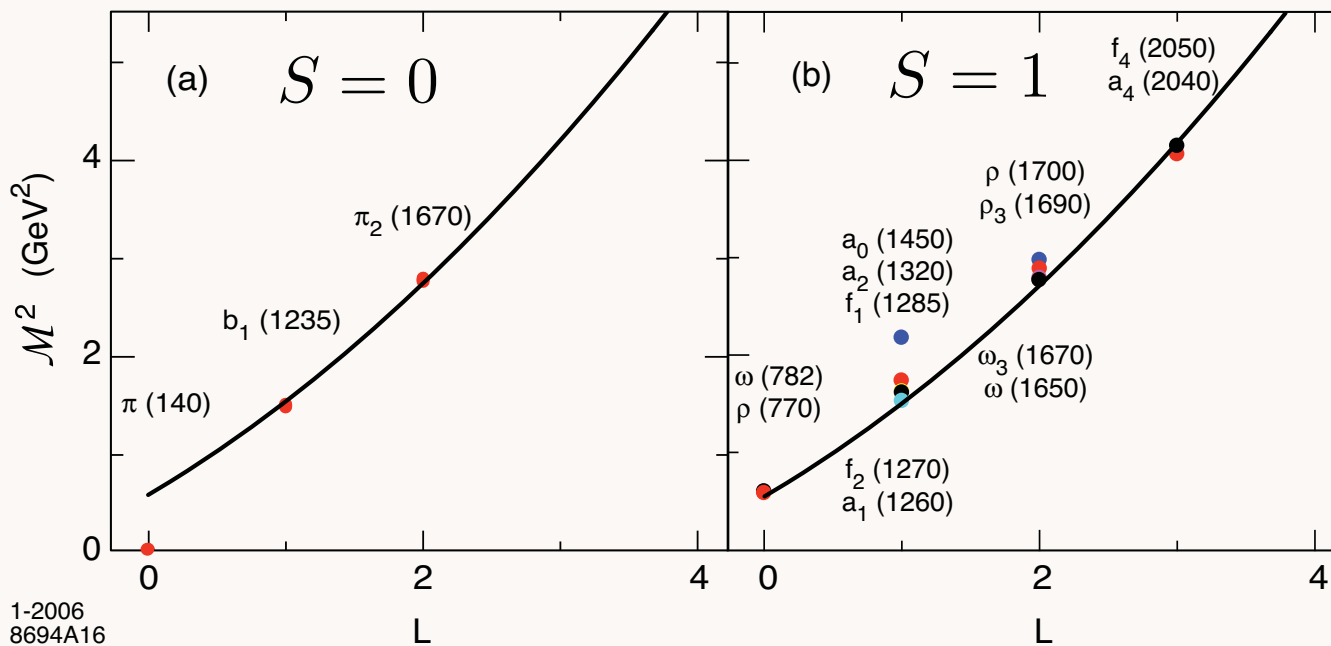 (a)
S = 0
4
2
0
M² (GeV²)
π₂ (1670)
b₁ (1235)
π (140)
0
2
4
L
(b)
S = 1
f₄ (2050)
a₄ (2040)
ρ (1700)
ρ₃ (1690)
a₀ (1450)
a₂ (1320)
f₁ (1285)
ω (782)
ρ (770)
ω₃ (1670)
ω (1650)
f₂ (1270)
a₁ (1260)
0
2
4
L
1-2006
8694A16